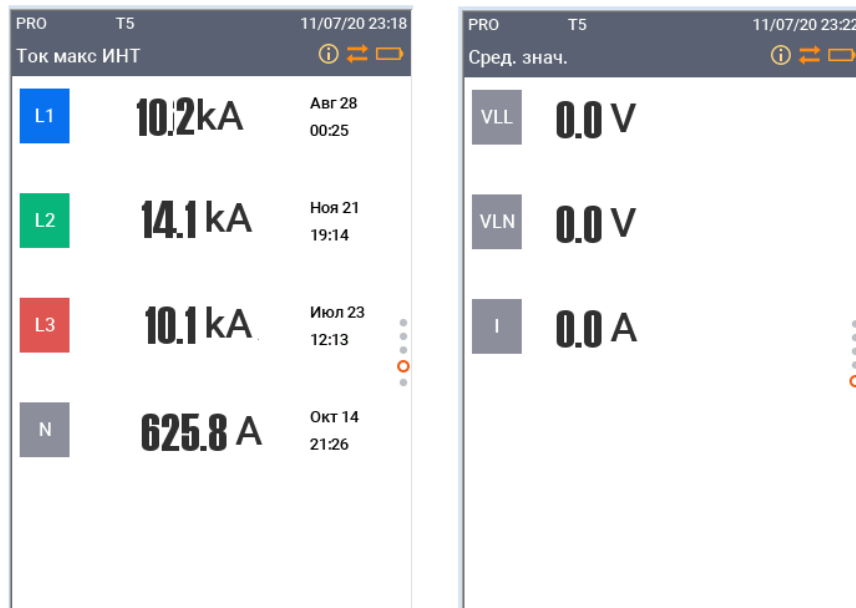 PRO T5 11/07/20 23:18
Ток макс ИНТ
L1 10.2kA Авг 28
00:25
L2 14.1 kA Ноя 21
19:14
L3 10.1 kA Июл 23
12:13
N 625.8 A Окт 14
21:26
PRO T5 11/07/20 23:22
Сред. знач.
VLL 0.0 V
VLN 0.0 V
I 0.0 A